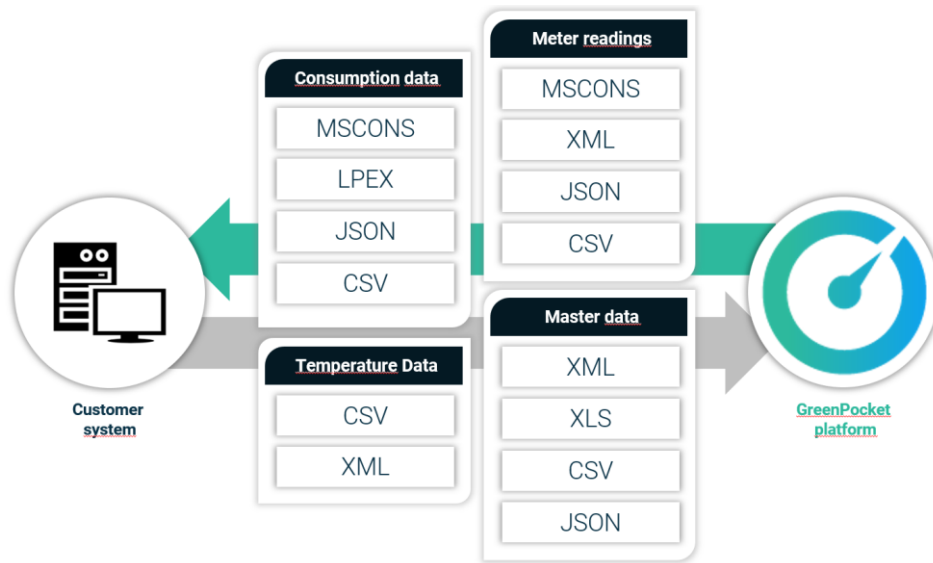 Consumption data
MSCONS
LPEX
JSON
CSV
Meter readings
MSCONS
XML
JSON
CSV
Temperature Data
CSV
XML
Master data
XML
XLS
CSV
JSON
Customer
system
GreenPocket
platform